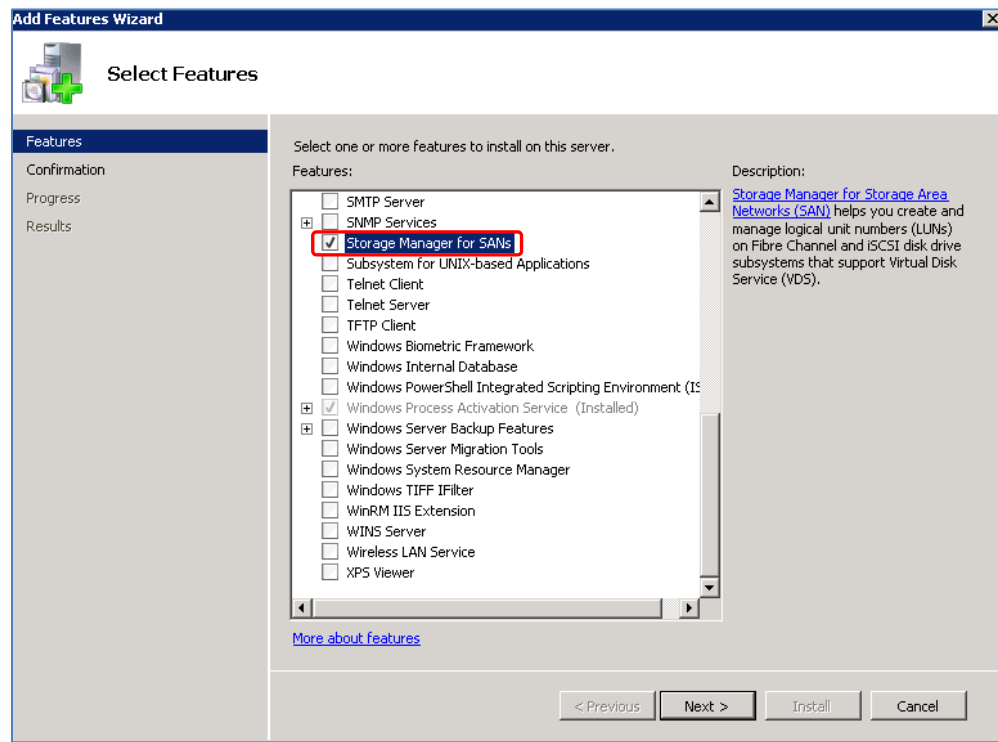 Add Features Wizard
Select Features
Features
Confirmation
Progress
Results
Select one or more features to install on this server.
Features:
SMTP Server
SNMP Services
Storage Manager for SANs
Subsystem for UNIX-based Applications
Telnet Client
Telnet Server
TFTP Client
Windows Biometric Framework
Windows Internal Database
Windows PowerShell Integrated Scripting Environment (IS
Windows Process Activation Service (Installed)
Windows Server Backup Features
Windows Server Migration Tools
Windows System Resource Manager
Windows TIFF IFilter
WinRM IIS Extension
WINS Server
Wireless LAN Service
XPS Viewer
More about features
Description:
Storage Manager for Storage Area
Networks (SAN) helps you create and
manage logical unit numbers (LUNs)
on Fibre Channel and iSCSI disk drive
subsystems that support Virtual Disk
Service (VDS).
< Previous
Next >
Install
Cancel